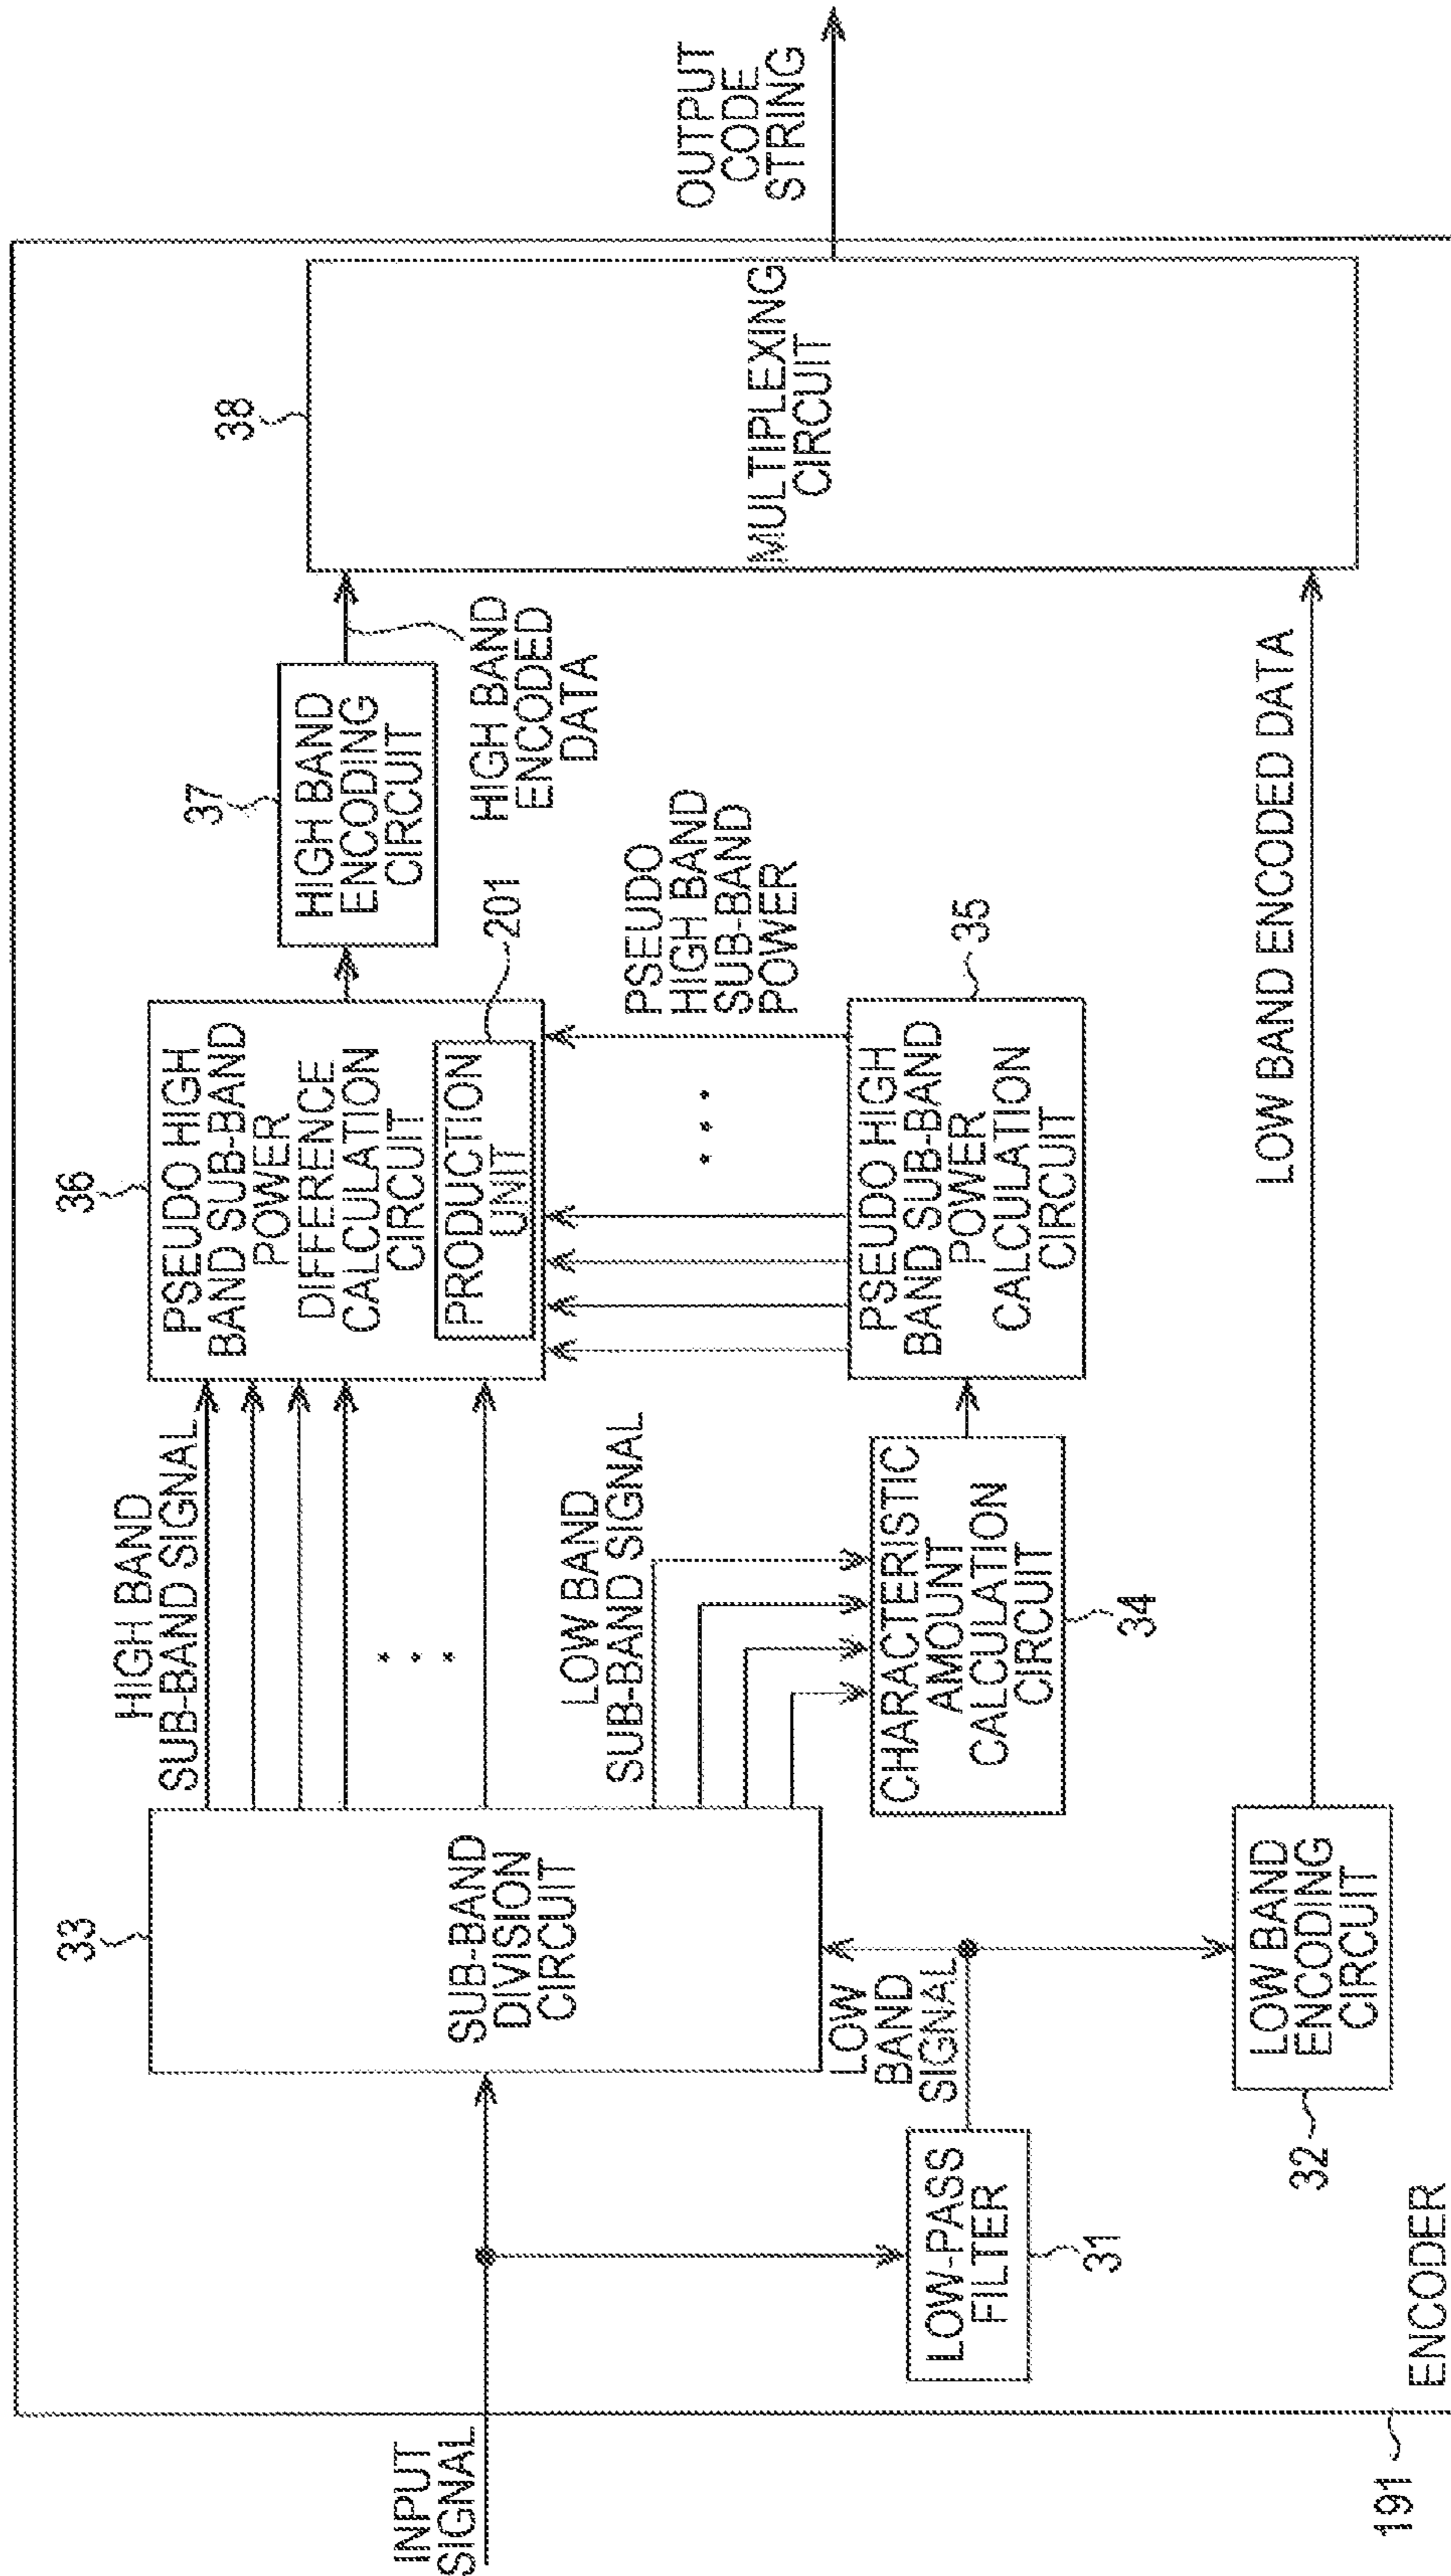 INPUT
SIGNAL
191
ENCODER
33
SUB-BAND
DIVISION
CIRCUIT
LOW-PASS
FILTER
31
LOW
BAND
SIGNAL
LOW BAND
ENCODING
CIRCUIT
32
HIGH BAND
SUB-BAND SIGNAL
LOW BAND
SUB-BAND SIGNAL
CHARACTERISTIC
AMOUNT
CALCULATION
CIRCUIT
34
36
PSEUDO HIGH
BAND SUB-BAND
POWER
DIFFERENCE
CALCULATION
CIRCUIT
PRODUCTION
UNIT
201
PSEUDO
HIGH BAND
SUB-BAND
POWER
35
PSEUDO HIGH
BAND SUB-BAND
POWER
CALCULATION
CIRCUIT
37
HIGH BAND
ENCODING
CIRCUIT
HIGH BAND
ENCODED
DATA
LOW BAND ENCODED DATA
38
MULTIPLEXING
CIRCUIT
OUTPUT
CODE
STRING